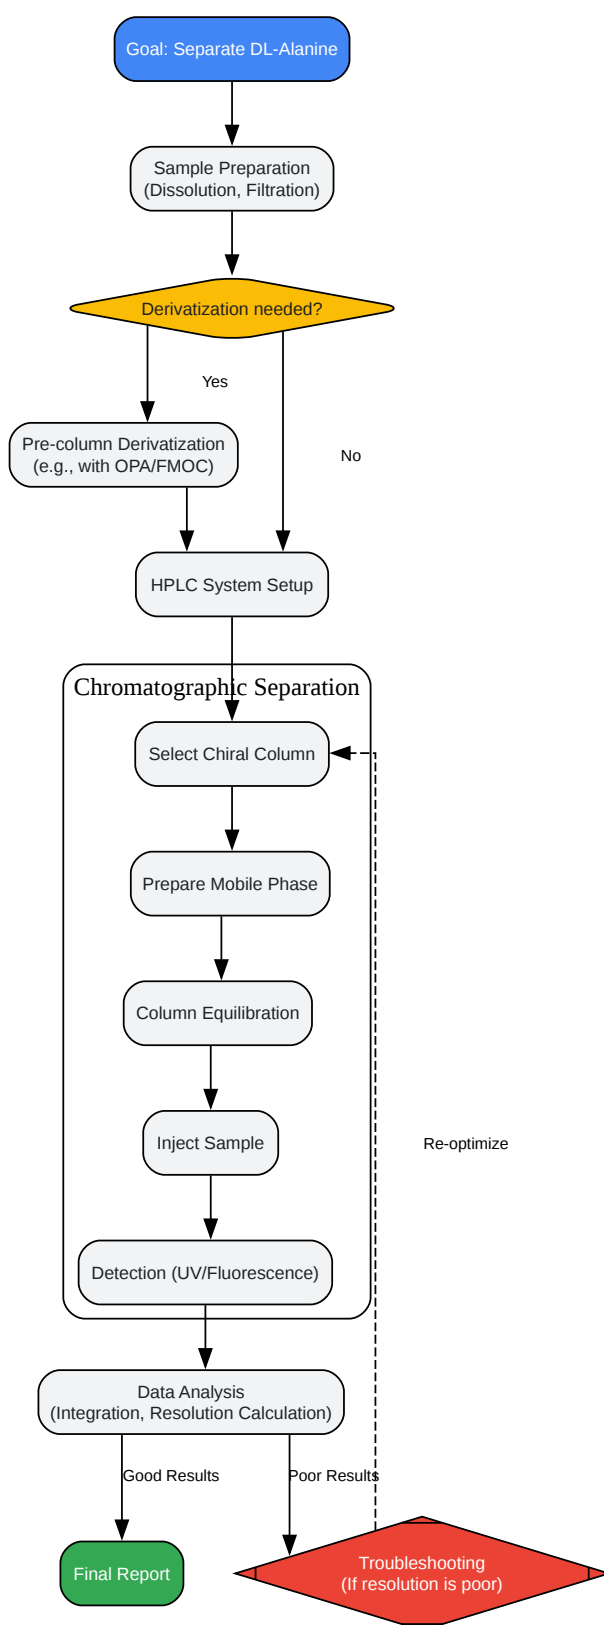 Goal: Separate DL-Alanine
Sample Preparation
(Dissolution, Filtration)
Derivatization needed?
Yes
Pre-column Derivatization
(e.g., with OPA/FMOC)
No
HPLC System Setup
Chromatographic Separation
Select Chiral Column
Prepare Mobile Phase
Column Equilibration
Inject Sample
Re-optimize
Detection (UV/Fluorescence)
Data Analysis
(Integration, Resolution Calculation)
Good Results
Poor Results
Final Report
Troubleshooting
(If resolution is poor)